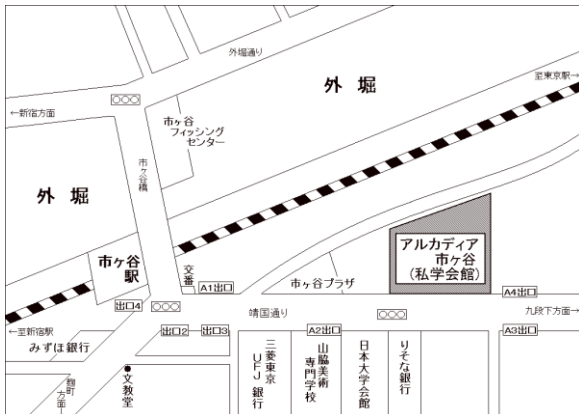 外堀通り
外 堀
至東京駅→
←新宿方面
市ヶ谷
フィッシング
センター
市ヶ谷橋
外 堀
アルカディア
市ヶ谷
(私学会館)
市ヶ谷
駅
交番
A1出口
市ヶ谷プラザ
A4出口
出口4
靖国通り
九段下方面→
←至新宿駅
出口2
出口3
A2出口
A3出口
みずほ銀行
麹町
方面
文教堂
三菱東京
UFJ 銀行
山脇美術
専門学校
日本大学会館
りそな銀行